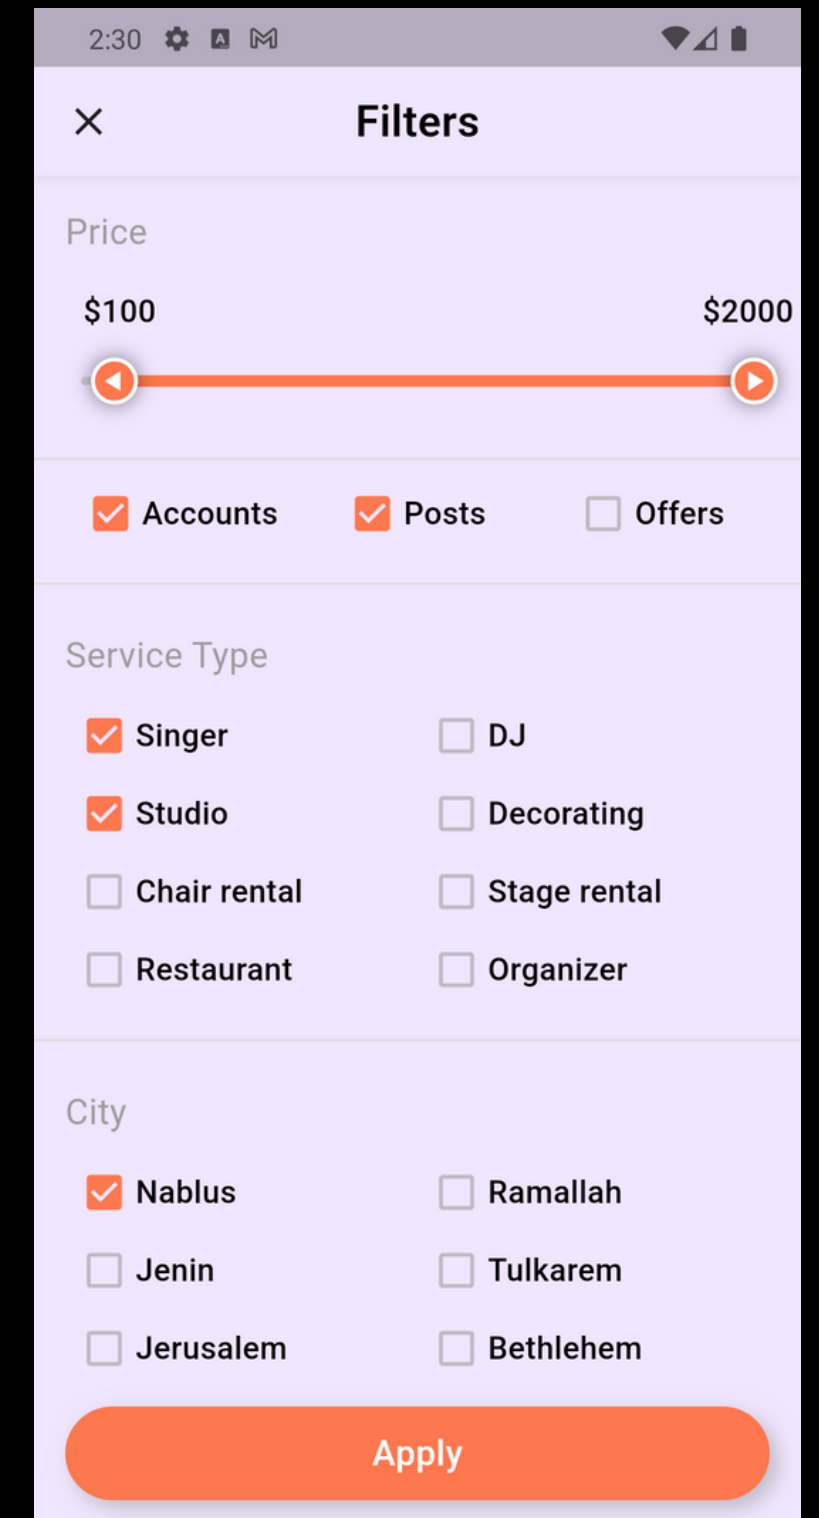 2:30
Filters
Price
$100 $2000
Accounts Posts Offers
Service Type
Singer DJ
Studio Decorating
Chair rental Stage rental
Restaurant Organizer
City
Nablus Ramallah
Jenin Tulkarem
Jerusalem Bethlehem
Apply